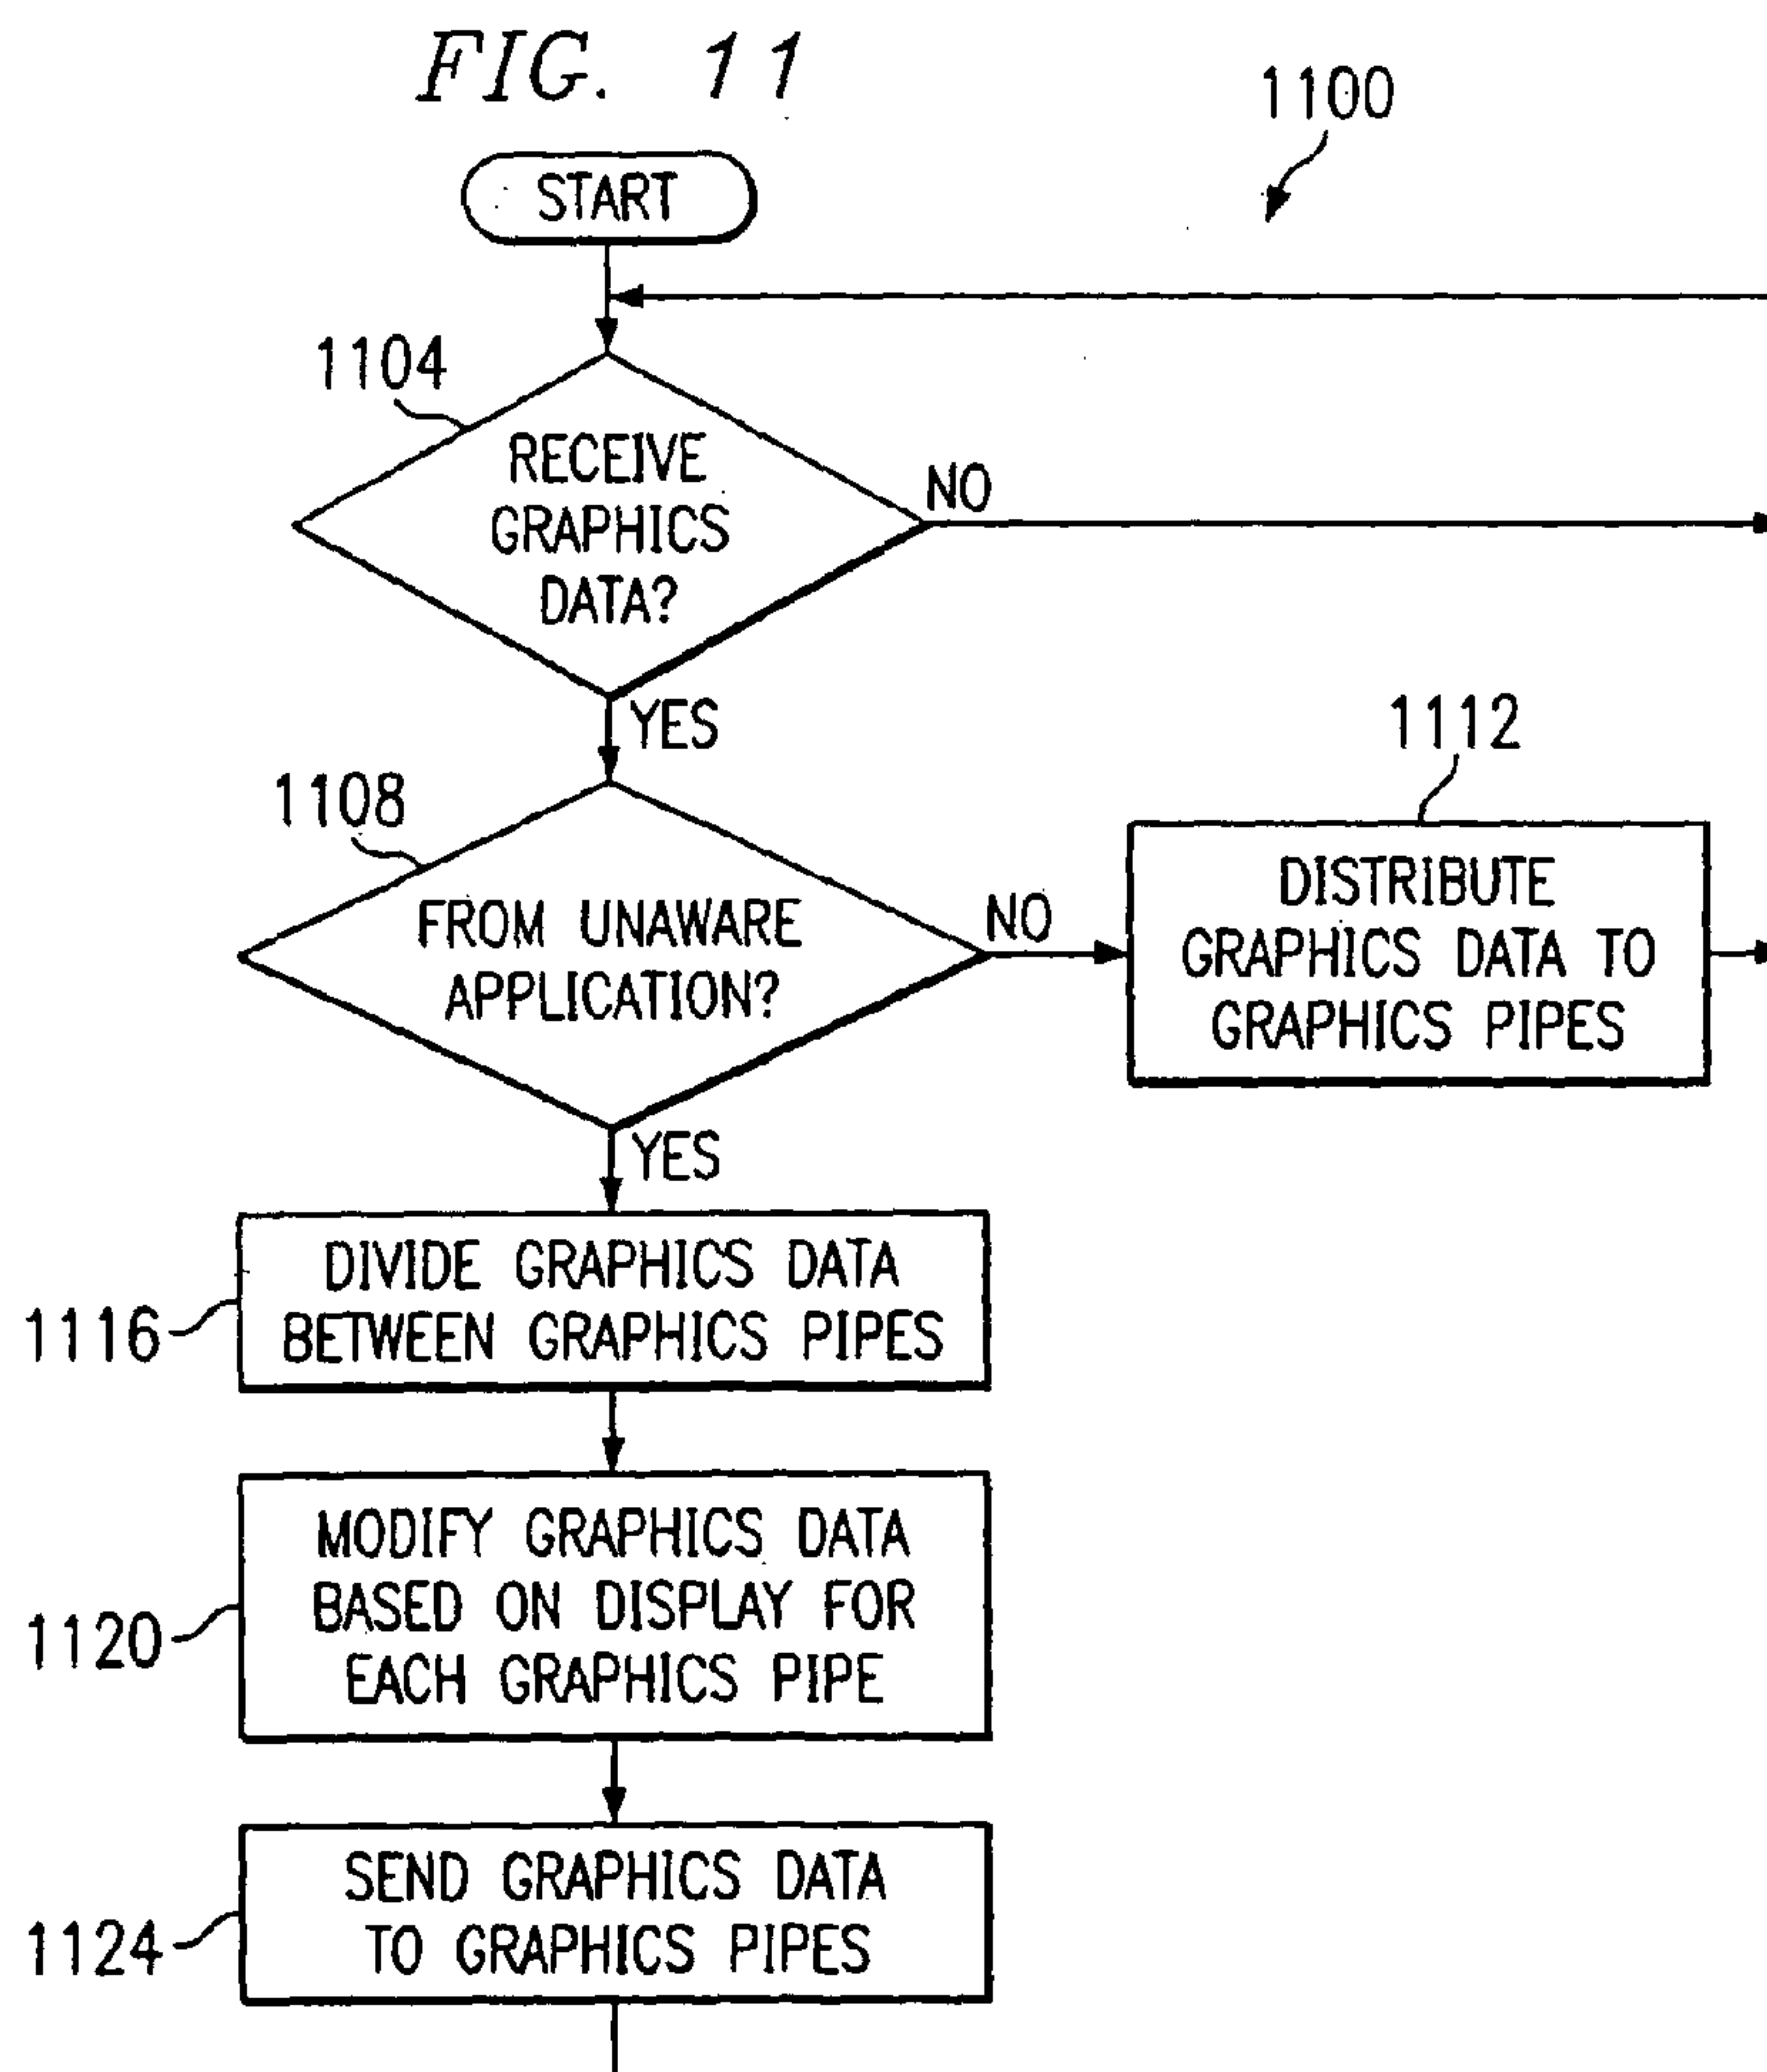 FIG. 11
1100
START
1104
RECEIVE
GRAPHICS
DATA?
NO
YES
1108
FROM UNAWARE
APPLICATION?
NO
1112
DISTRIBUTE
GRAPHICS DATA TO
GRAPHICS PIPES
YES
1116
DIVIDE GRAPHICS DATA
BETWEEN GRAPHICS PIPES
1120
MODIFY GRAPHICS DATA
BASED ON DISPLAY FOR
EACH GRAPHICS PIPE
1124
SEND GRAPHICS DATA
TO GRAPHICS PIPES